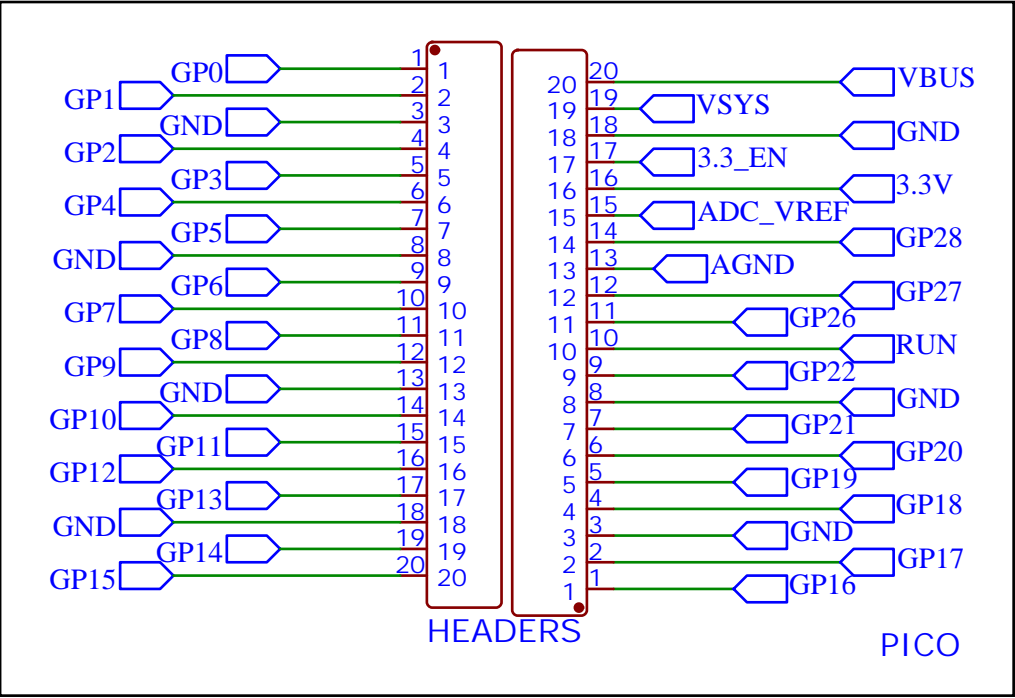 GP0 1 1
GP1 2 2
GND 3 3
GP2 4 4
GP3 5 5
GP4 6 6
GP5 7 7
GND 8 8
GP6 9 9
GP7 10 10
GP8 11 11
GP9 12 12
GND 13 13
GP10 14 14
GP11 15 15
GP12 16 16
GP13 17 17
GND 18 18
GP14 19 19
GP15 20 20
20 20 VBUS
19 19 VSYS
18 18 GND
17 17 3.3_EN
16 16 3.3V
15 15 ADC_VREF
14 14 GP28
13 13 AGND
12 12 GP27
11 11 GP26
10 10 RUN
9 9 GP22
8 8 GND
7 7 GP21
6 6 GP20
5 5 GP19
4 4 GP18
3 3 GND
2 2 GP17
1 1 GP16
HEADERS
PICO